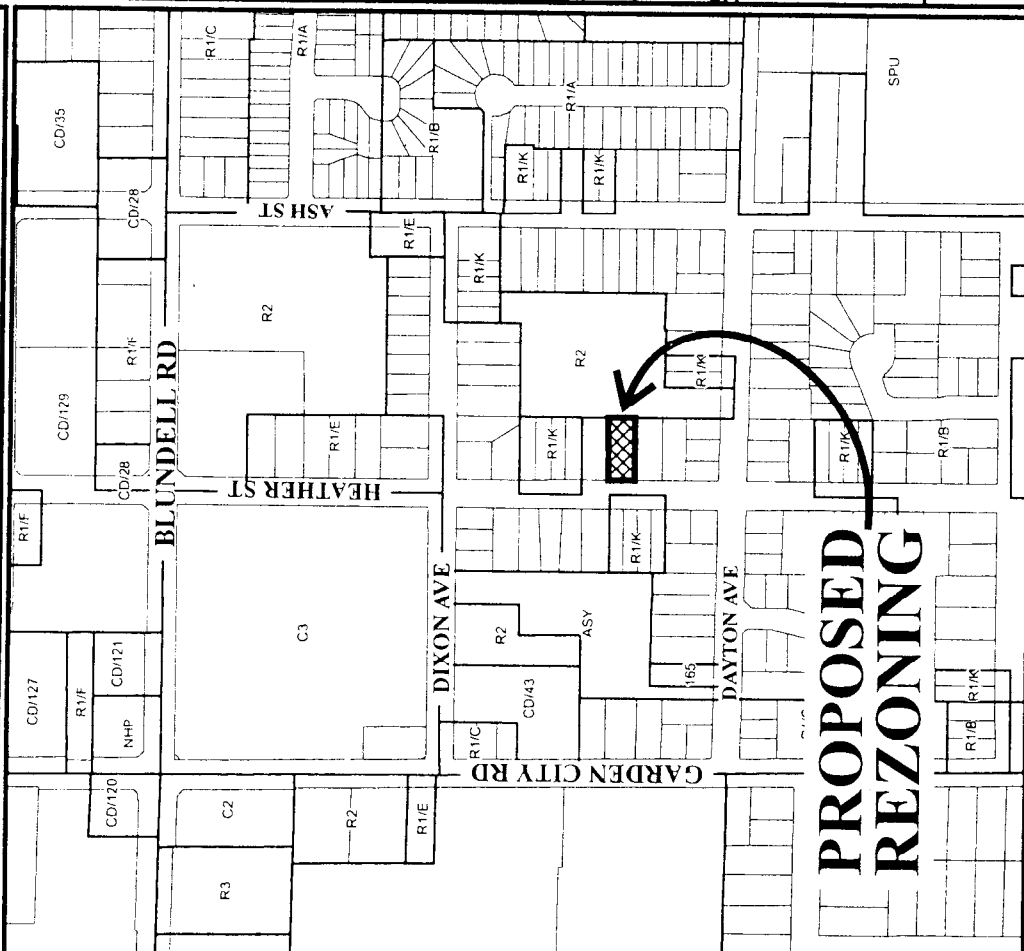 CD/35
CD/28
R1/C
R1/A
R1/B
R1/A
SPU
R1/K
R1/K
ASH ST
R1/E
R1/K
CD/129
R1/F
R2
R2
R1/K
CD/28
BLUNDELL RD
R1/E
HEATHER ST
R1/K
R1/K
R1/B
R1/F
C3
DIXON AVE
R1/K
ASY
R2
DAYTON AVE
165
CD/43
R1/C
CD/127
R1/F
CD/121
NHP
GARDEN CITY RD
R1/K
R1/B
CD/120
C2
R2
R1/E
R3
PROPOSED
REZONING